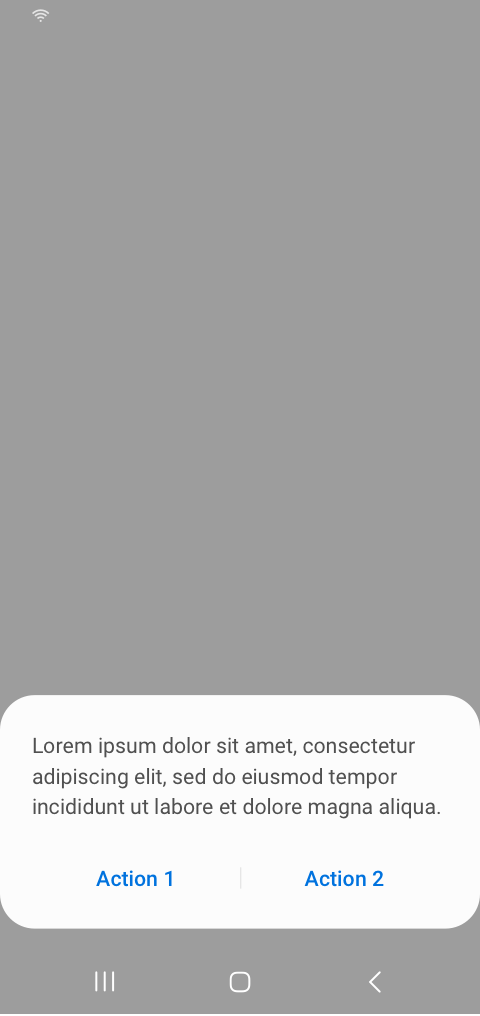 Lorem ipsum dolor sit amet, consectetur
adipiscing elit, sed do eiusmod tempor
incididunt ut labore et dolore magna aliqua.
Action 1
Action 2